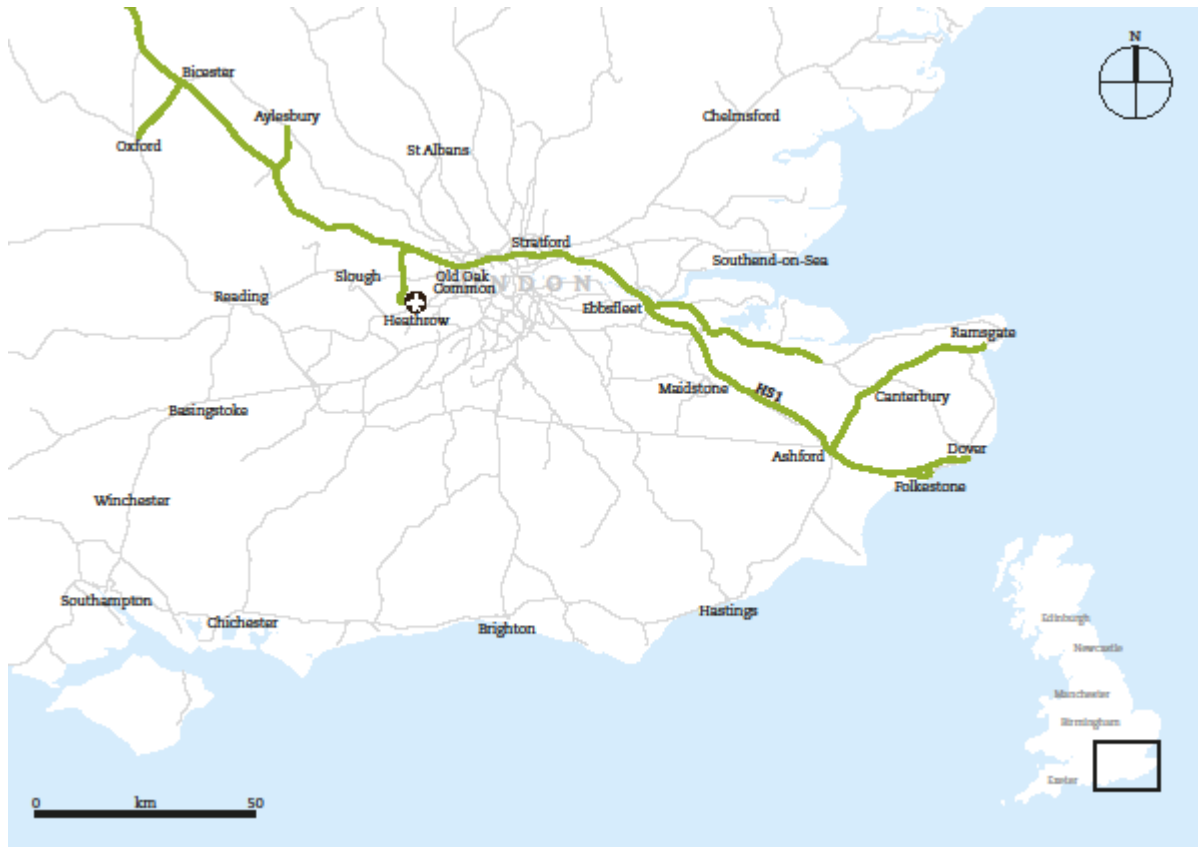 N
Bicester
Aylesbury
Chelmsford
Oxford
St Albans
Stratford
Southend-on-Sea
Slough
Old Oak
Common
NDON
Reading
Ebbsfleet
Heathrow
Ramsgate
Maidstone
HS1
Canterbury
Basingstoke
Dover
Ashford
Folkestone
Winchester
Southampton
Hastings
Chichester
Brighton
Edinburgh
Newcastle
Manchester
Birmingham
Exeter
0 km 50